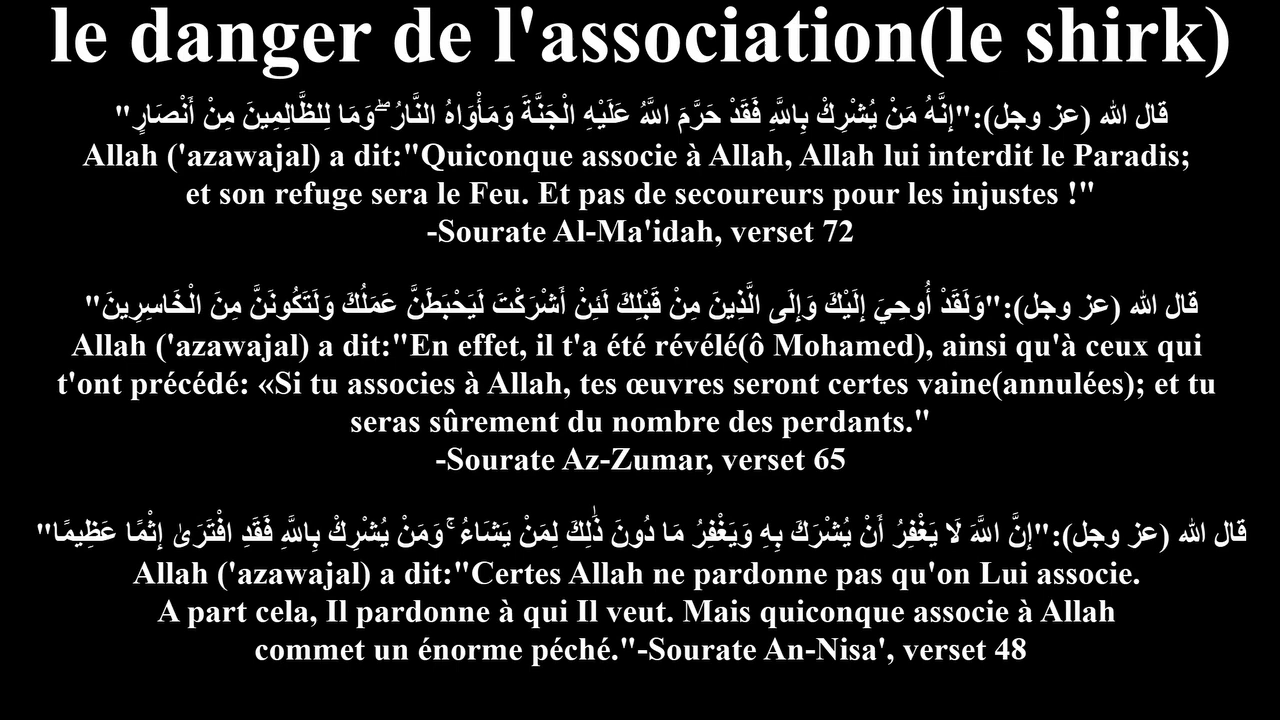 le danger de l'association(le shirk)
قال الله (عز وجل):"إِنَّهُ مَنْ يُشْرِكْ بِاللَّهِ فَقَدْ حَرَّمَ اللَّهُ عَلَيْهِ الْجَنَّةَ وَمَأْوَاهُ النَّارُ ۖ وَمَا لِلظَّالِمِينَ مِنْ أَنْصَارٍ"
Allah ('azawajal) a dit:"Quiconque associe à Allah, Allah lui interdit le Paradis;
et son refuge sera le Feu. Et pas de secoureurs pour les injustes !"
-Sourate Al-Ma'idah, verset 72
قال الله (عز وجل):"وَلَقَدْ أُوحِيَ إِلَيْكَ وَإِلَى الَّذِينَ مِنْ قَبْلِكَ لَئِنْ أَشْرَكْتَ لَيَحْبَطَنَّ عَمَلُكَ وَلَتَكُونَنَّ مِنَ الْخَاسِرِينَ"
Allah ('azawajal) a dit:"En effet, il t'a été révélé(ô Mohamed), ainsi qu'à ceux qui
t'ont précédé: «Si tu associes à Allah, tes œuvres seront certes vaine(annulées); et tu
seras sûrement du nombre des perdants."
-Sourate Az-Zumar, verset 65
قال الله (عز وجل):"إِنَّ اللَّهَ لَا يَغْفِرُ أَنْ يُشْرَكَ بِهِ وَيَغْفِرُ مَا دُونَ ذَٰلِكَ لِمَنْ يَشَاءُ ۚ وَمَنْ يُشْرِكْ بِاللَّهِ فَقَدِ افْتَرَىٰ إِثْمًا عَظِيمًا"
Allah ('azawajal) a dit:"Certes Allah ne pardonne pas qu'on Lui associe.
A part cela, Il pardonne à qui Il veut. Mais quiconque associe à Allah
commet un énorme péché."-Sourate An-Nisa', verset 48